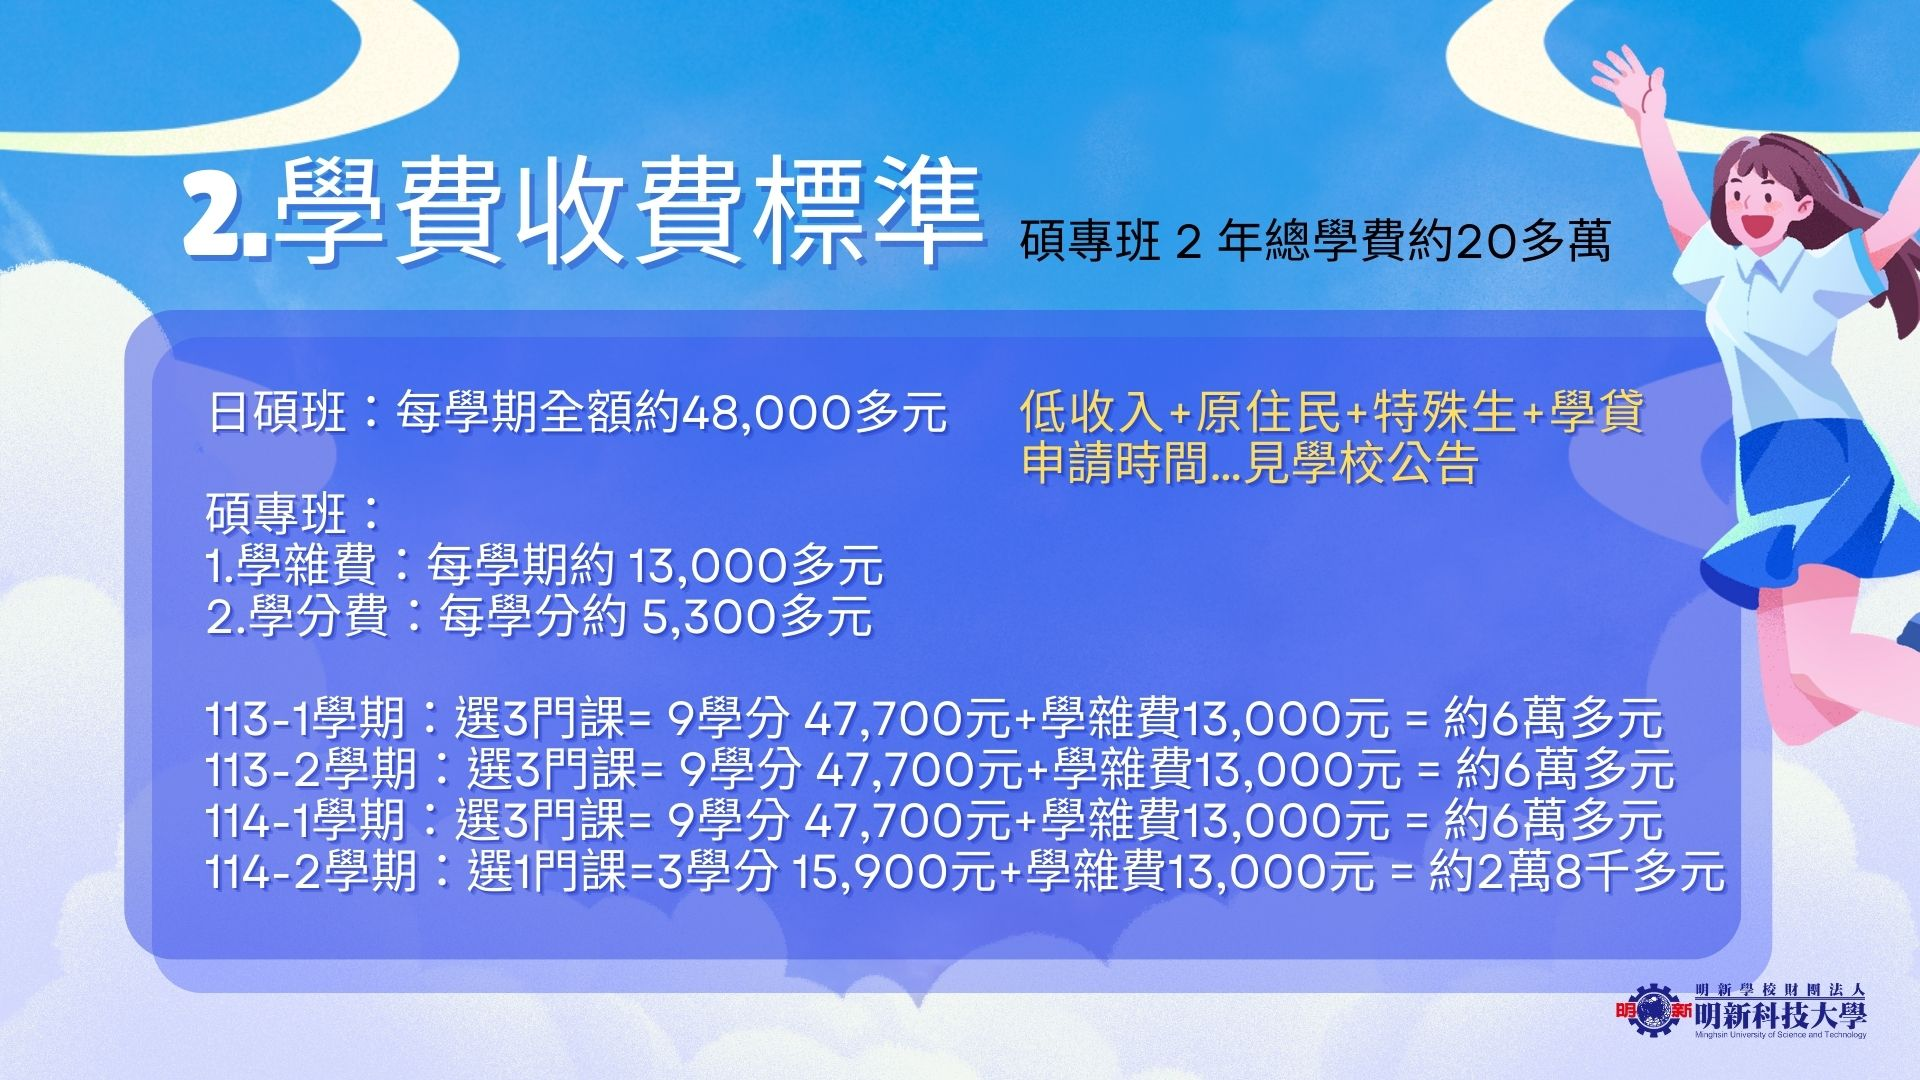 2.學費收費標準
碩專班 2 年總學費約20多萬
日碩班：每學期全額約48,000多元
低收入+原住民+特殊生+學貸
申請時間...見學校公告
碩專班：
1.學雜費：每學期約 13,000多元
2.學分費：每學分約 5,300多元
113-1學期：選3門課= 9學分 47,700元+學雜費13,000元 = 約6萬多元
113-2學期：選3門課= 9學分 47,700元+學雜費13,000元 = 約6萬多元
114-1學期：選3門課= 9學分 47,700元+學雜費13,000元 = 約6萬多元
114-2學期：選1門課=3學分 15,900元+學雜費13,000元 = 約2萬8千多元
明新學校財團法人
明新
明新科技大學
Minghsin University of Science and Technology